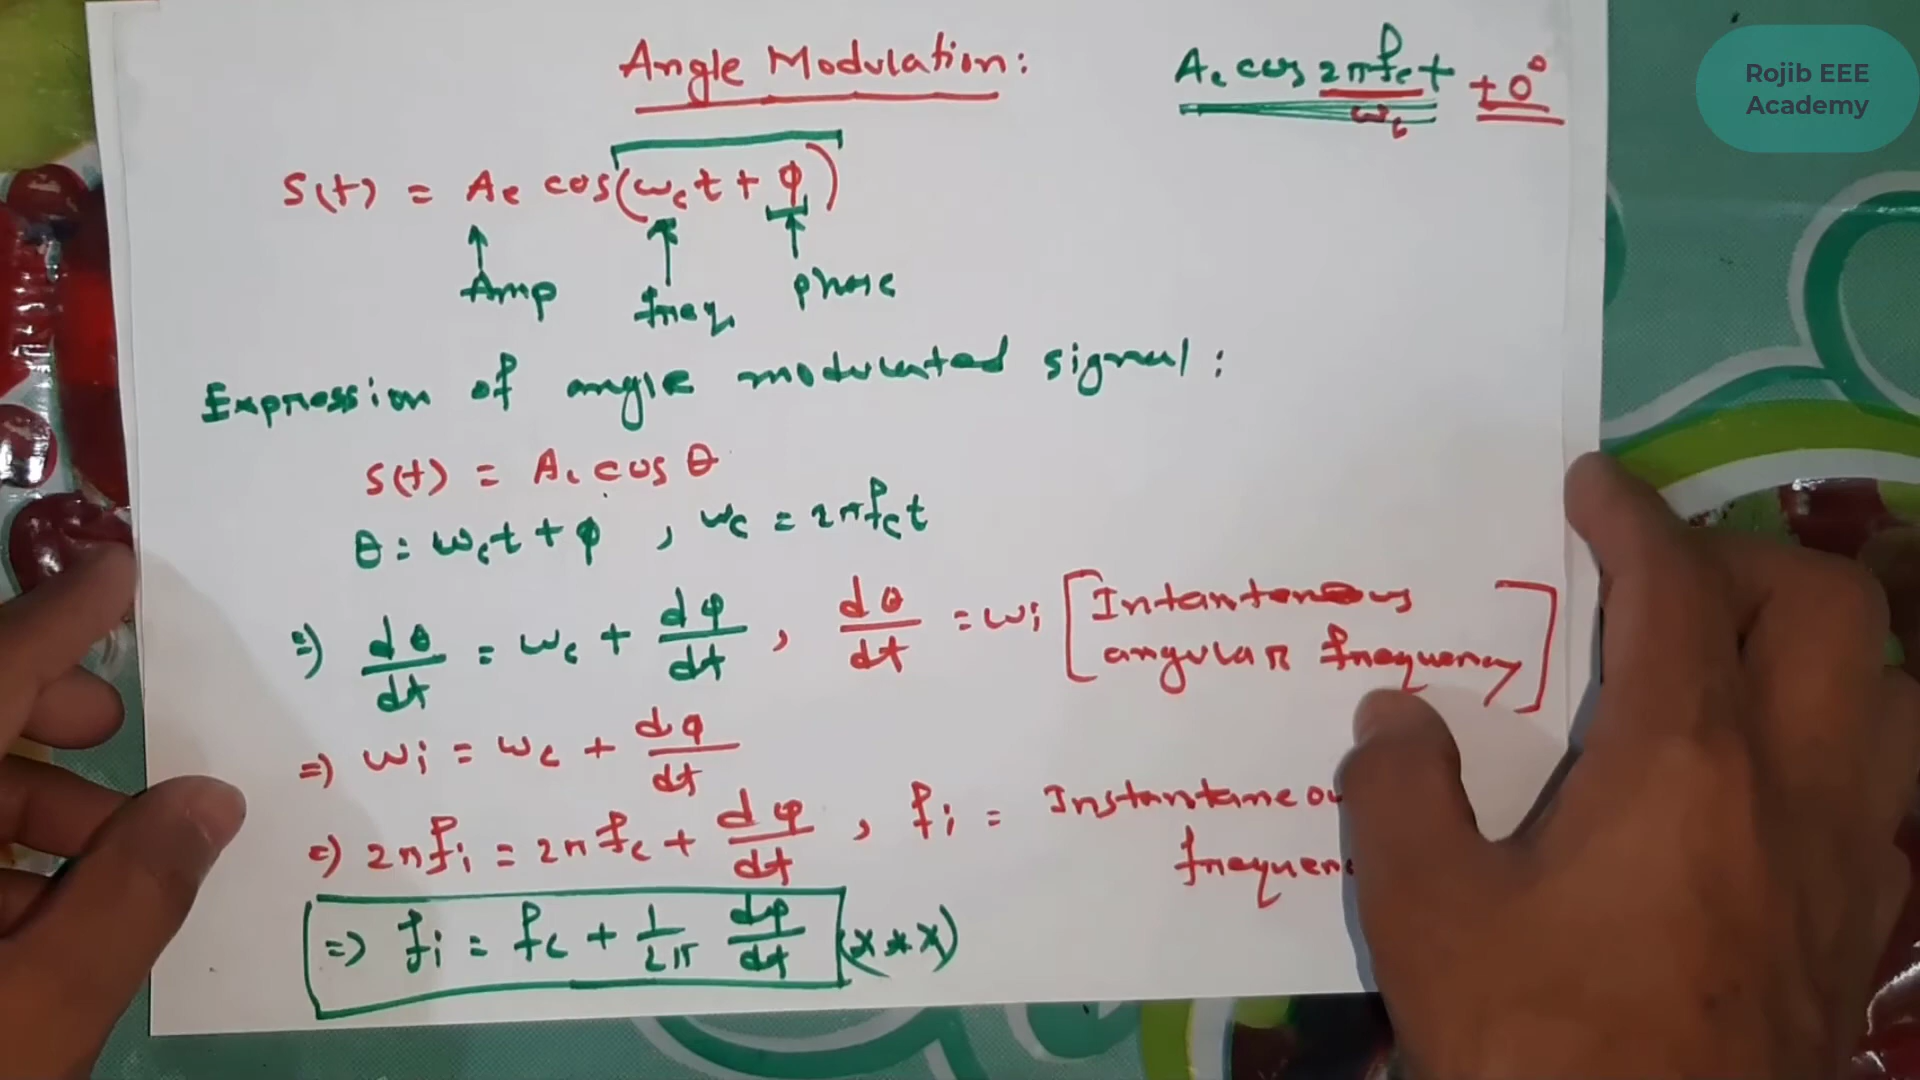 Angle Modulation:
Ac cos 2πfct + 0°
ωc
Rojib EEE
Academy
S(t) = Ac cos(ωct + φ)
Amp freq. phase
Expression of angle modulated signal:
S(t) = Ac cos θ
θ = ωct + φ , ωc = 2πfct
⇒) dθ/dt = ωc + dφ/dt , dθ/dt = ωi [Intantenous
angular frequency]
⇒) ωi = ωc + dφ/dt
⇒) 2πfi = 2πfc + dφ/dt , fi = Instantaneou
frequenc
⇒) fi = fc + 1/2π dφ/dt (***)